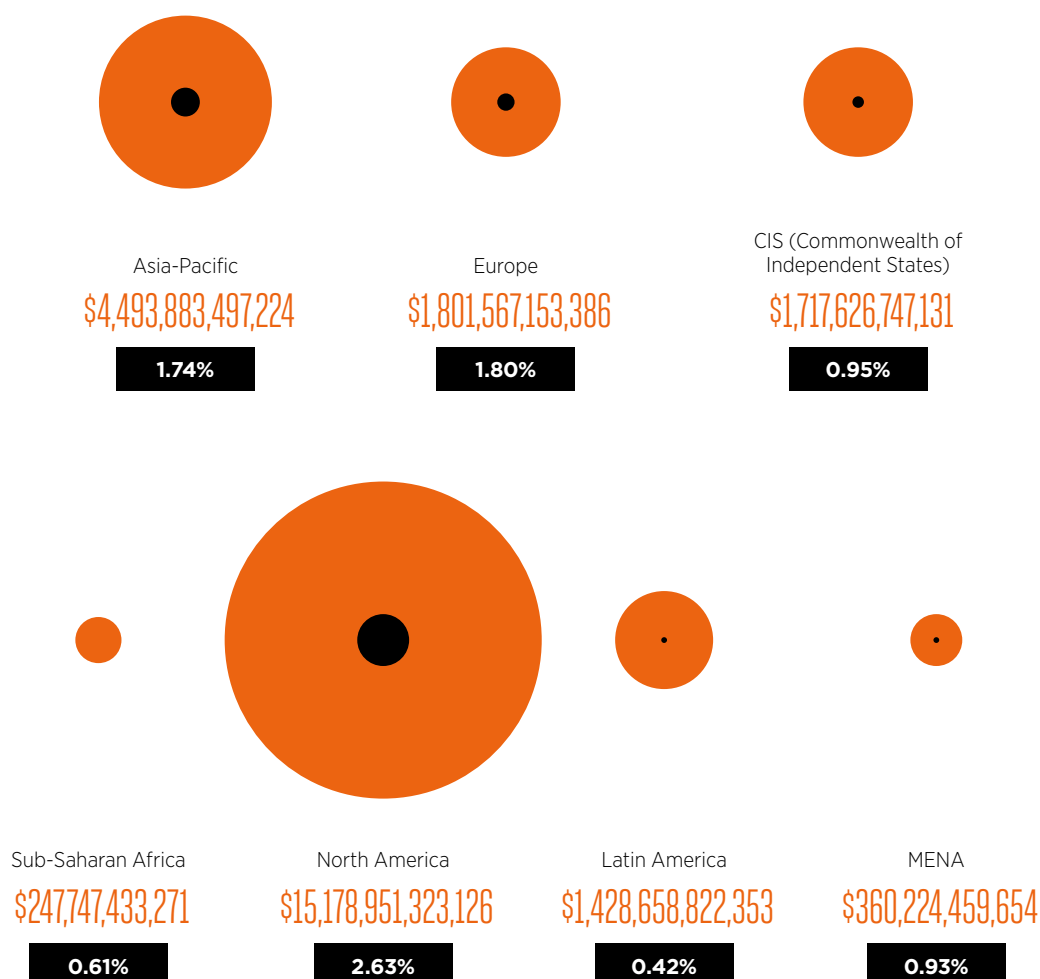 Asia-Pacific
$4,493,883,497,224
1.74%
Europe
$1,801,567,153,386
1.80%
CIS (Commonwealth of
Independent States)
$1,717,626,747,131
0.95%
Sub-Saharan Africa
$247,747,433,271
0.61%
North America
$15,178,951,323,126
2.63%
Latin America
$1,428,658,822,353
0.42%
MENA
$360,224,459,654
0.93%